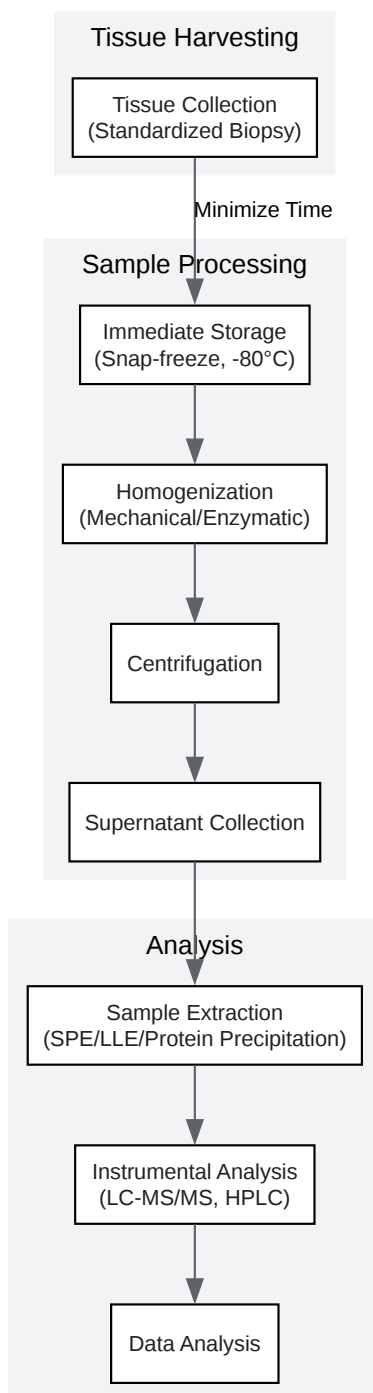 Tissue Harvesting
Tissue Collection
(Standardized Biopsy)
Minimize Time
Sample Processing
Immediate Storage
(Snap-freeze, -80°C)
Homogenization
(Mechanical/Enzymatic)
Centrifugation
Supernatant Collection
Analysis
Sample Extraction
(SPE/LLE/Protein Precipitation)
Instrumental Analysis
(LC-MS/MS, HPLC)
Data Analysis